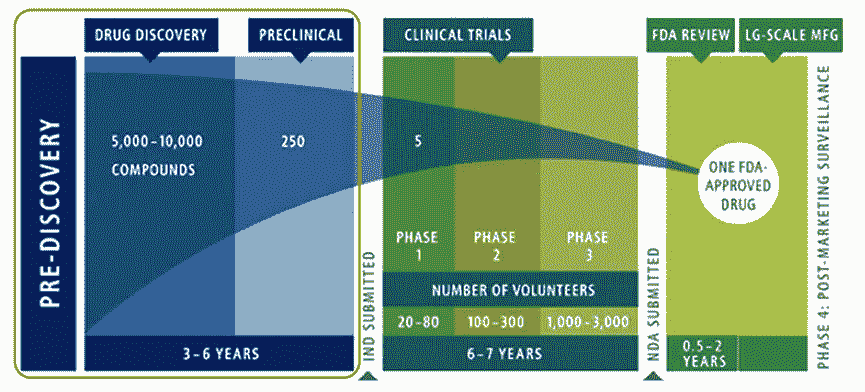 DRUG DISCOVERY
PRECLINICAL
CLINICAL TRIALS
FDA REVIEW
LG-SCALE MFG
PRE-DISCOVERY
5,000–10,000
COMPOUNDS
250
5
ONE FDA-
APPROVED
DRUG
PHASE
1
PHASE
2
PHASE
3
NUMBER OF VOLUNTEERS
20–80
100–300
1,000–3,000
3–6 YEARS
IND SUBMITTED
6–7 YEARS
NDA SUBMITTED
0.5–2
YEARS
PHASE 4: POST-MARKETING SURVEILLANCE